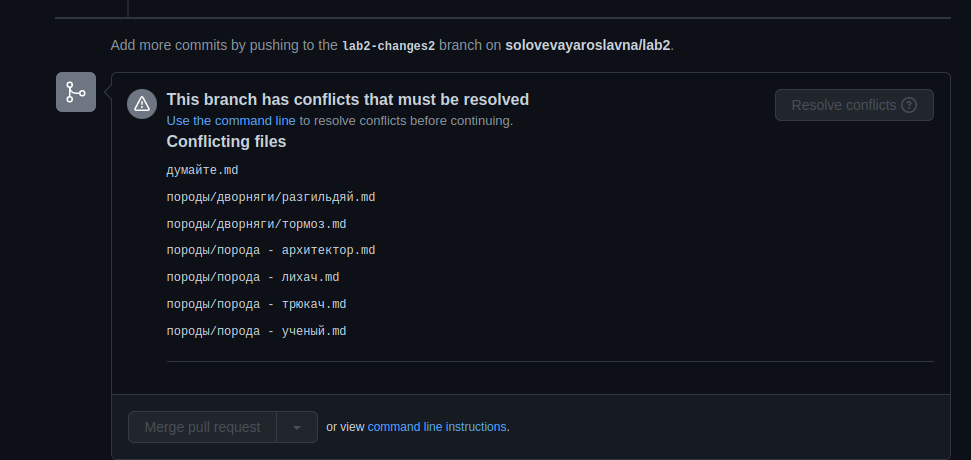 Add more commits by pushing to the lab2-changes2 branch on solovevayaroslavna/lab2.
This branch has conflicts that must be resolved
Resolve conflicts
Use the command line to resolve conflicts before continuing.
Conflicting files
думайте.md
породы/дворняги/разгильдяй.md
породы/дворняги/тормоз.md
породы/порода - архитектор.md
породы/порода - лихач.md
породы/порода - трюкач.md
породы/порода - ученый.md
Merge pull request
or view command line instructions.